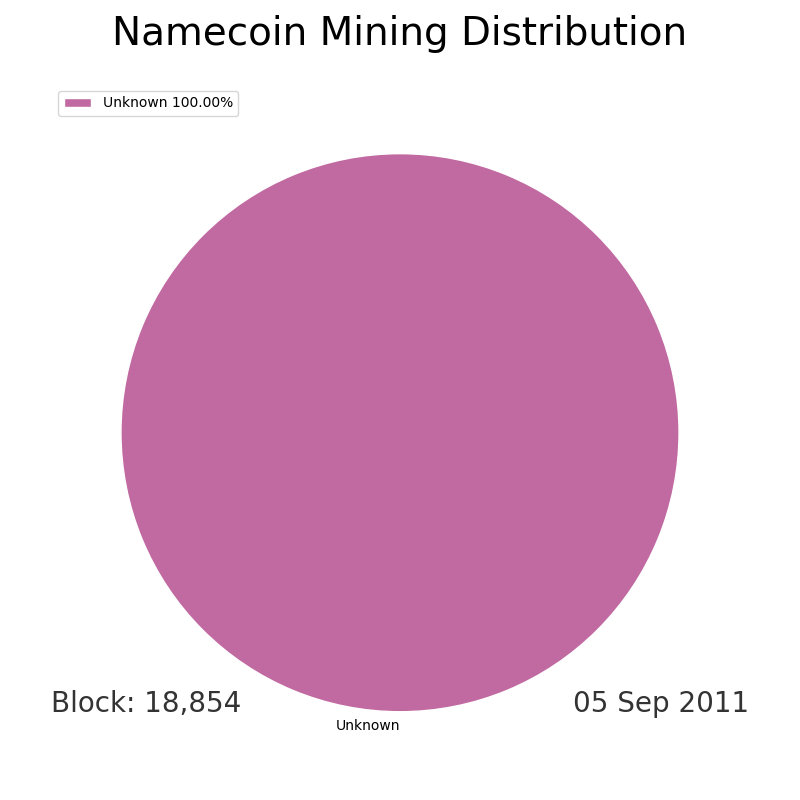 Namecoin Mining Distribution
Unknown 100.00%
Block: 18,854
05 Sep 2011
Unknown